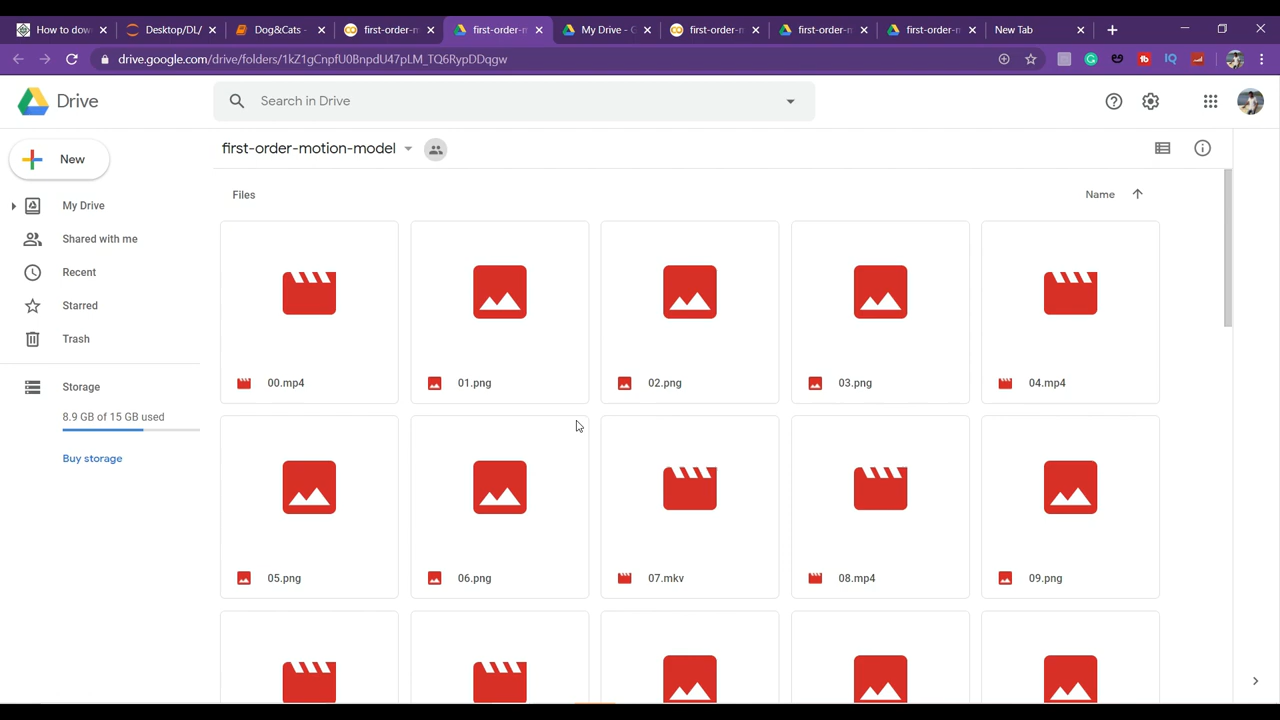 How to dow
Desktop/DL/
Dog&Cats -
first-order-m
first-order-m
My Drive - G
first-order-m
first-order-m
first-order-m
New Tab
drive.google.com/drive/folders/1kZ1gCnpfU0BnpdU47pLM_TQ6RypDDqgw
Drive
Search in Drive
New
first-order-motion-model
My Drive
Files
Name
Shared with me
Recent
Starred
Trash
Storage
8.9 GB of 15 GB used
Buy storage
00.mp4
01.png
02.png
03.png
04.mp4
05.png
06.png
07.mkv
08.mp4
09.png